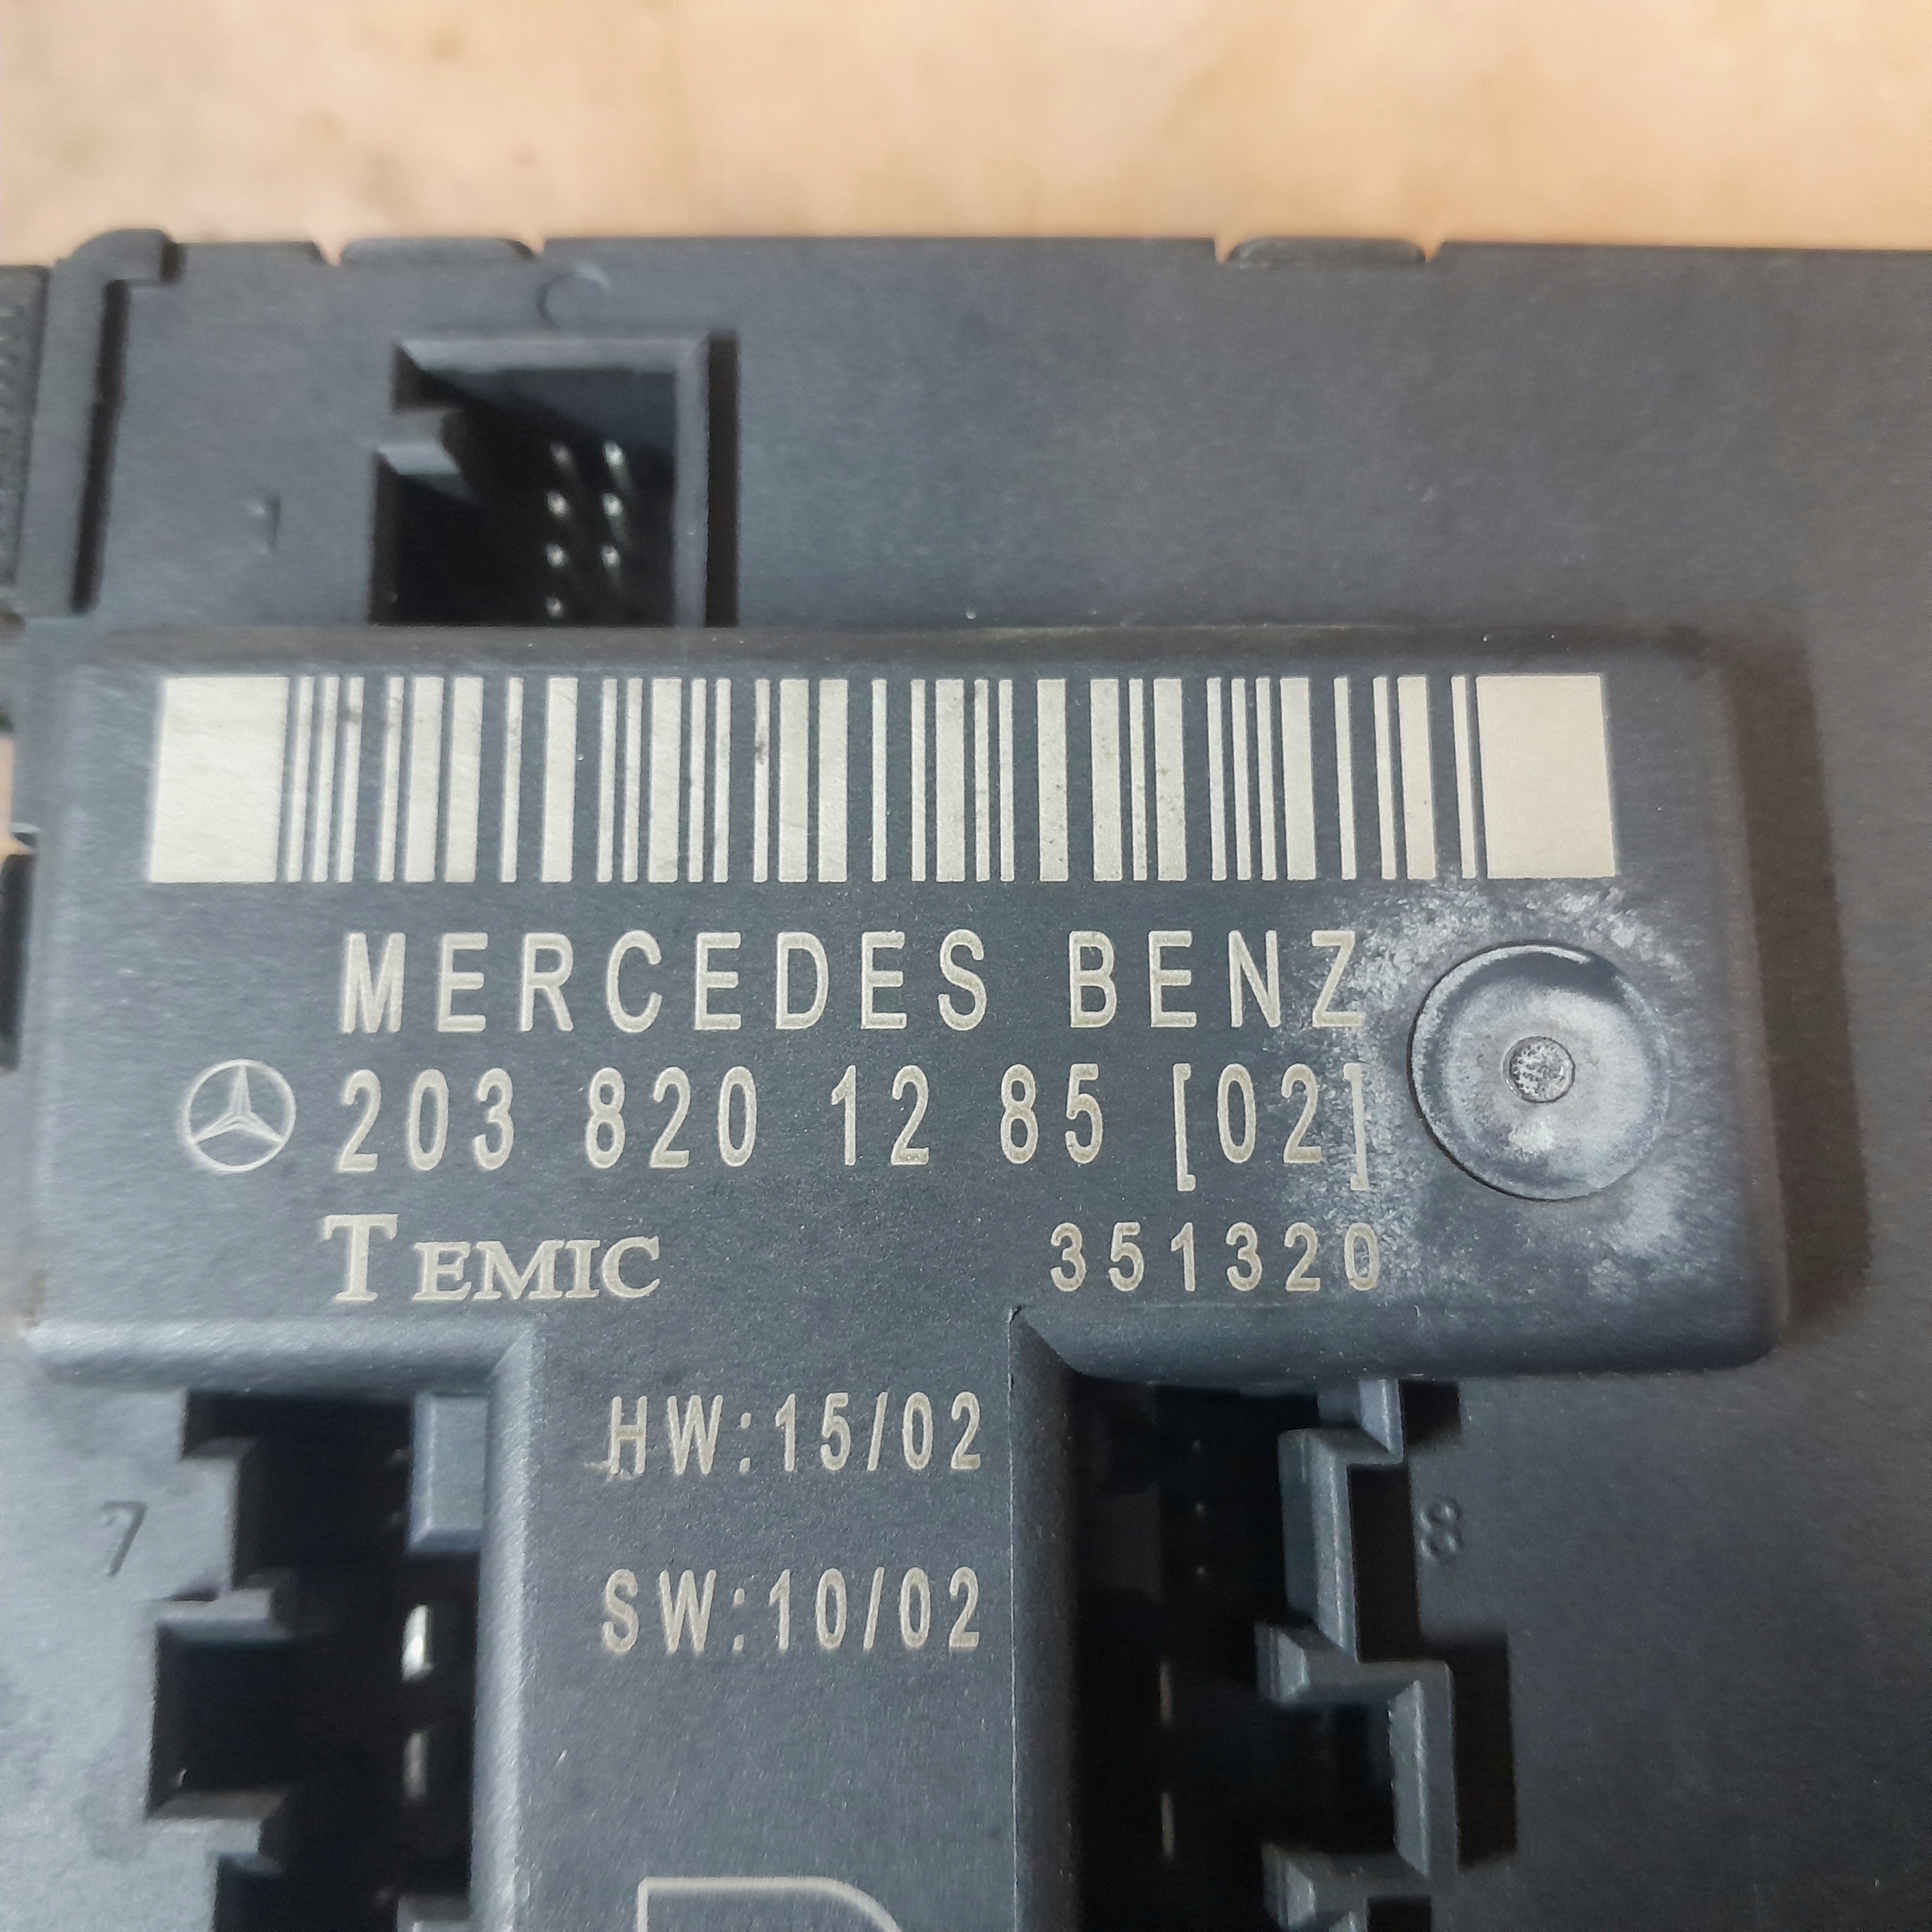 MERCEDES BENZ
203 820 12 85 [02]
TEMIC 351320
HW:15/02
7 8
SW:10/02